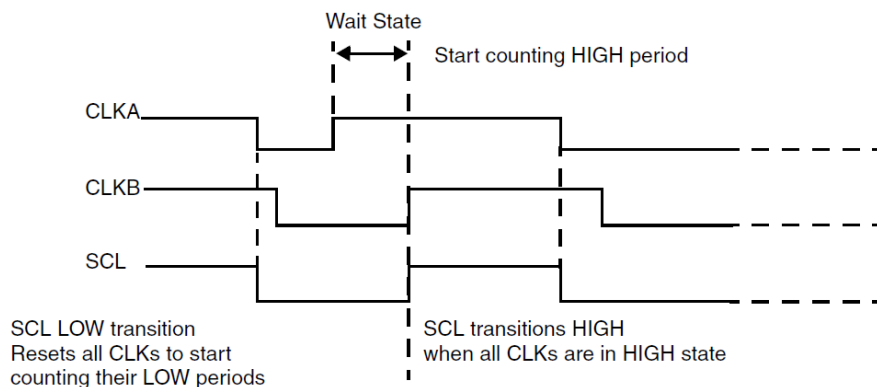 Wait State
Start counting HIGH period
CLKA
CLKB
SCL
SCL LOW transition
Resets all CLKs to start
counting their LOW periods
SCL transitions HIGH
when all CLKs are in HIGH state